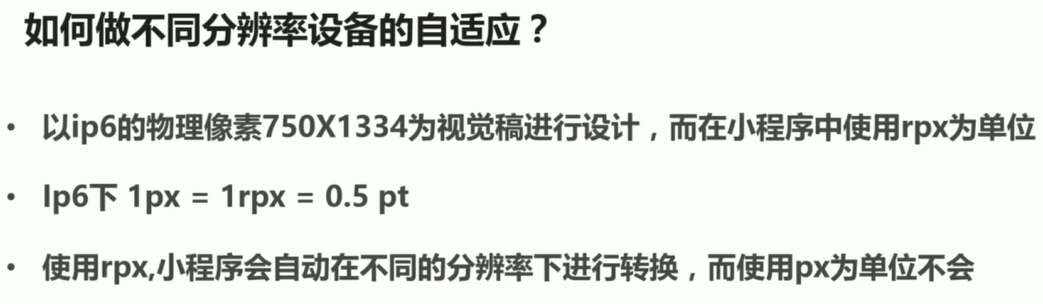 如何做不同分辨率设备的自适应？
• 以ip6的物理像素750X1334为视觉稿进行设计，而在小程序中使用rpx为单位
• Ip6下 1px = 1rpx = 0.5 pt
• 使用rpx,小程序会自动在不同的分辨率下进行转换，而使用px为单位不会